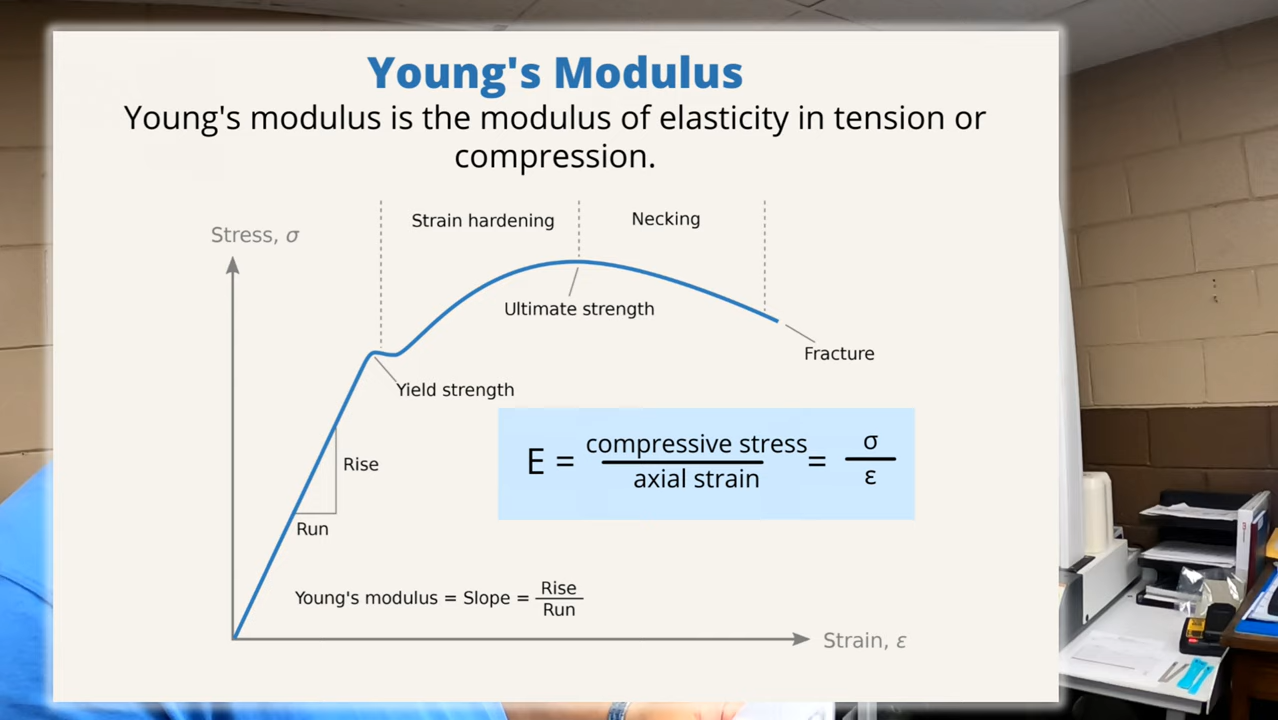 Young's Modulus
Young's modulus is the modulus of elasticity in tension or
compression.
Strain hardening
Necking
Stress, σ
Ultimate strength
Fracture
Yield strength
E = compressive stress / axial strain = σ / ε
Rise
Run
Young's modulus = Slope = Rise / Run
Strain, ε